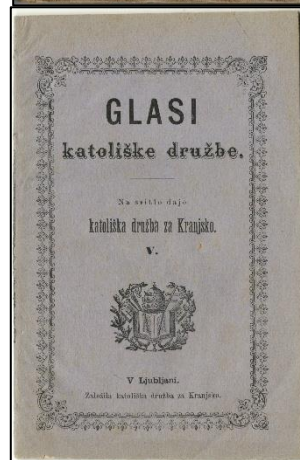 GLASI
katoliške družbe.
Na svitlo daje
katoliška družba za Kranjsko.
V.
V Ljubljani.
Založila katoliška družba za Kranjsko.